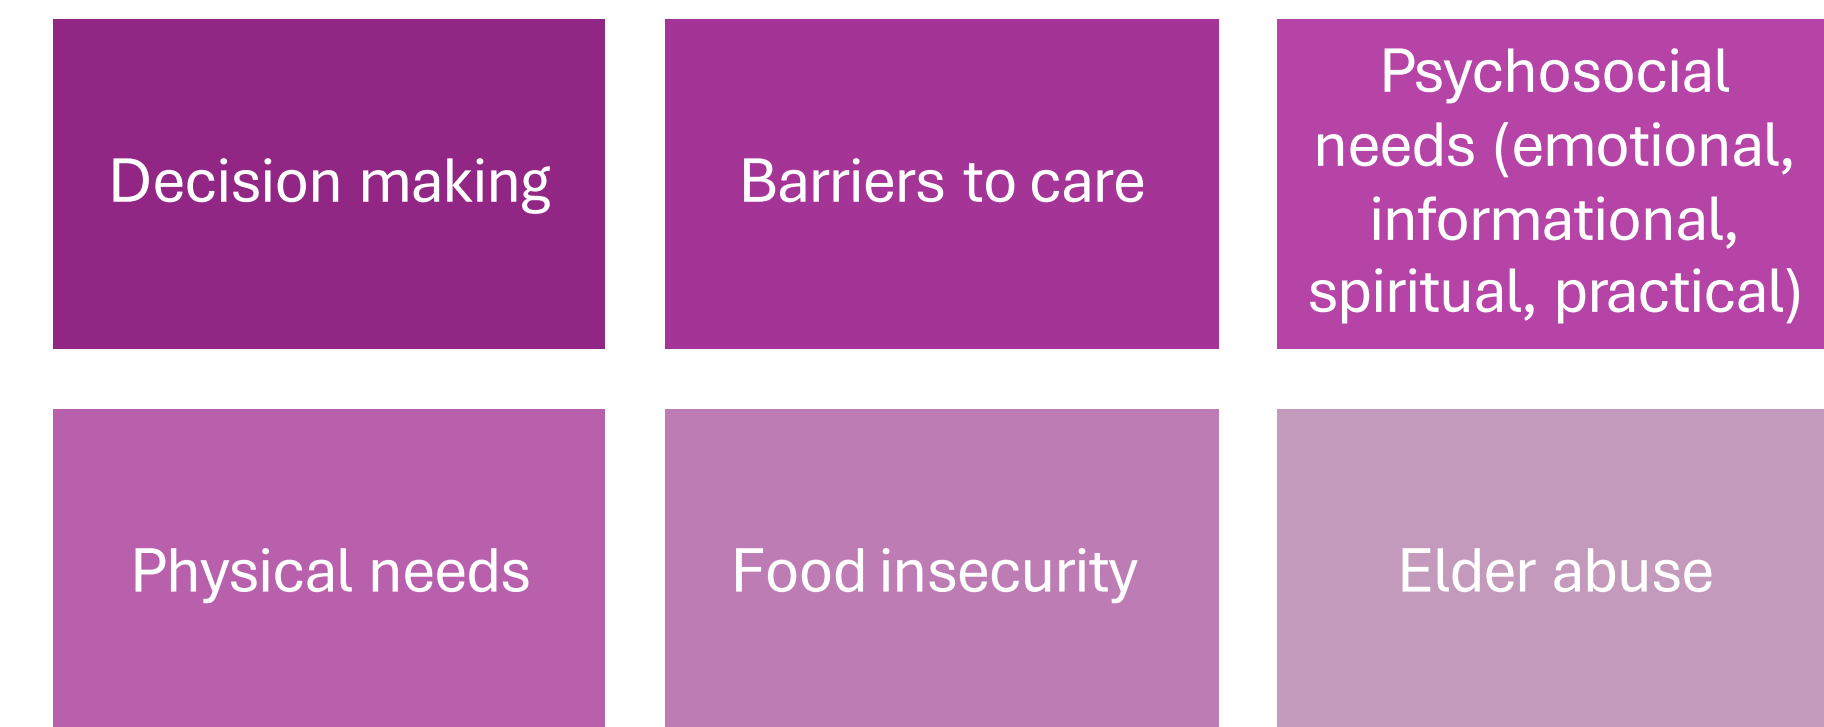 Decision making
Barriers to care
Psychosocial
needs (emotional,
informational,
spiritual, practical)
Physical needs
Food insecurity
Elder abuse